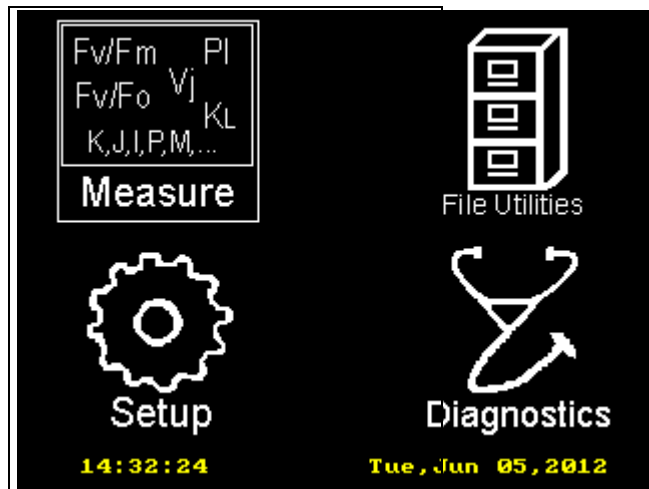 Fv/Fm PI
Fv/Fo Vj
KL
K,J,I,P,M,...
Measure
File Utilities
Setup
Diagnostics
14:32:24
Tue,Jun 05,2012